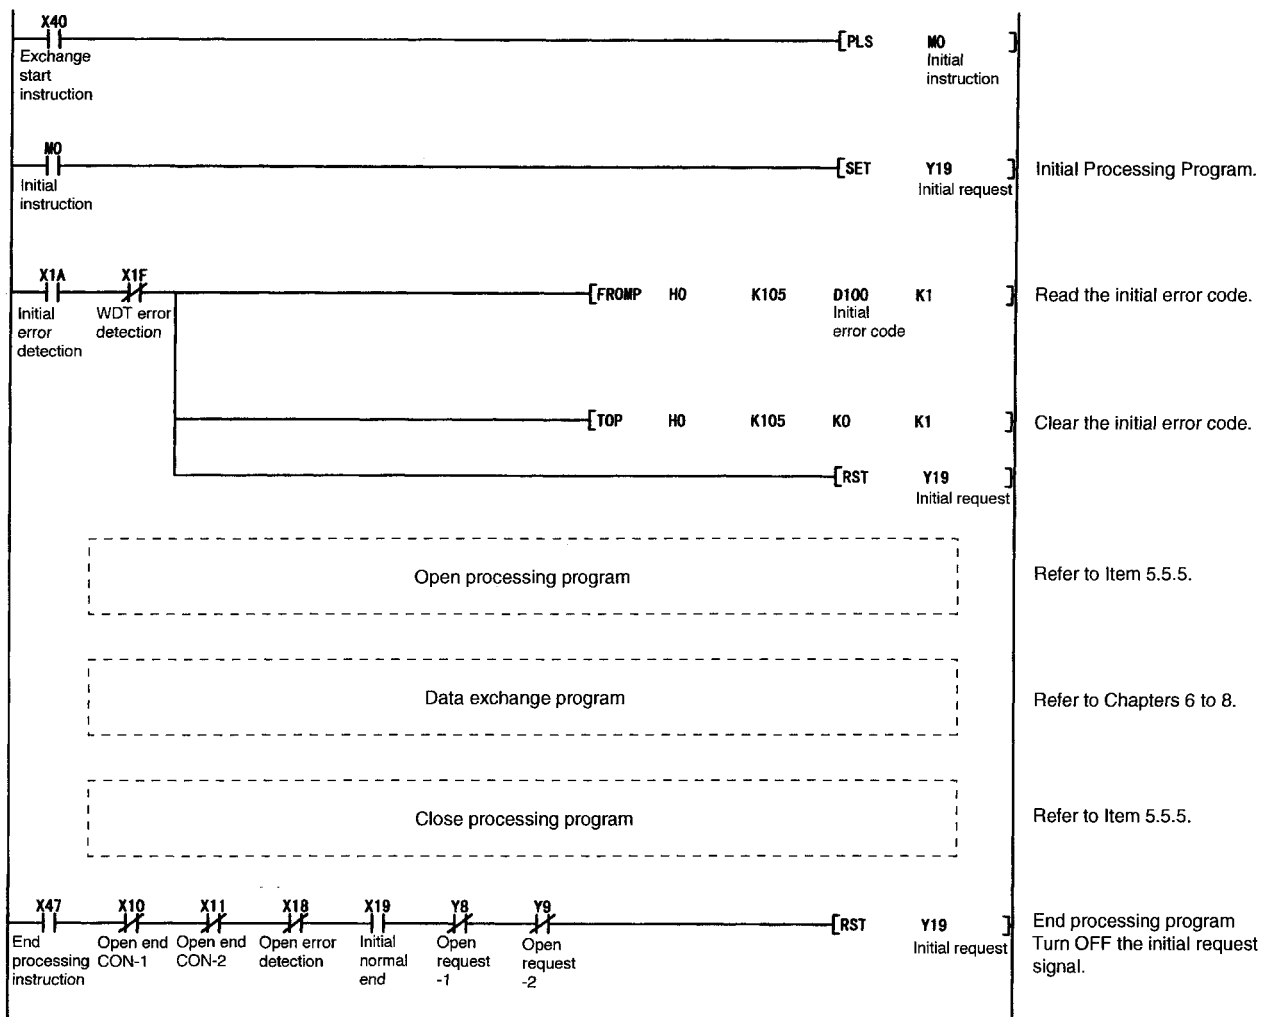 X40
[PLS M0 ]
Exchange
start
instruction
Initial
instruction
M0
[SET Y19 ]
Initial Processing Program.
Initial
instruction
Initial request
X1A X1F
[FROMP H0 K105 D100 K1 ]
Read the initial error code.
Initial
error
detection
WDT error
detection
Initial
error code
[TOP H0 K105 K0 K1 ]
Clear the initial error code.
[RST Y19 ]
Initial request
Open processing program
Refer to Item 5.5.5.
Data exchange program
Refer to Chapters 6 to 8.
Close processing program
Refer to Item 5.5.5.
X47 X10 X11 X18 X19 Y8 Y9
[RST Y19 ]
End
processing
instruction
Open end
CON-1
Open end
CON-2
Open error
detection
Initial
normal
end
Open
request
-1
Open
request
-2
Initial request
End processing program
Turn OFF the initial request
signal.